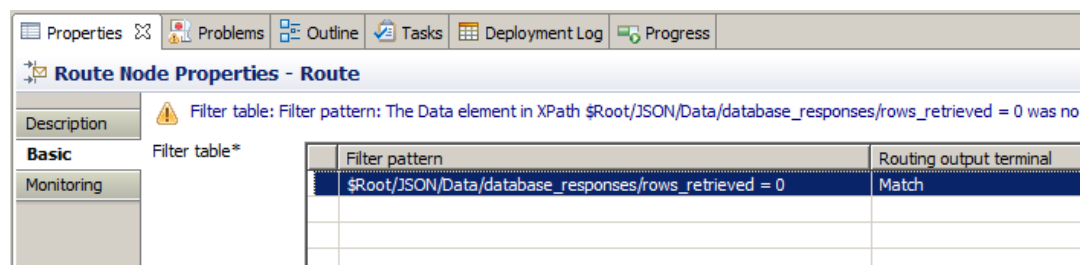 Properties Problems Outline Tasks Deployment Log Progress
Route Node Properties - Route
Description
Filter table: Filter pattern: The Data element in XPath $Root/JSON/Data/database_responses/rows_retrieved = 0 was no
Basic
Filter table*
Filter pattern Routing output terminal
Monitoring
$Root/JSON/Data/database_responses/rows_retrieved = 0 Match